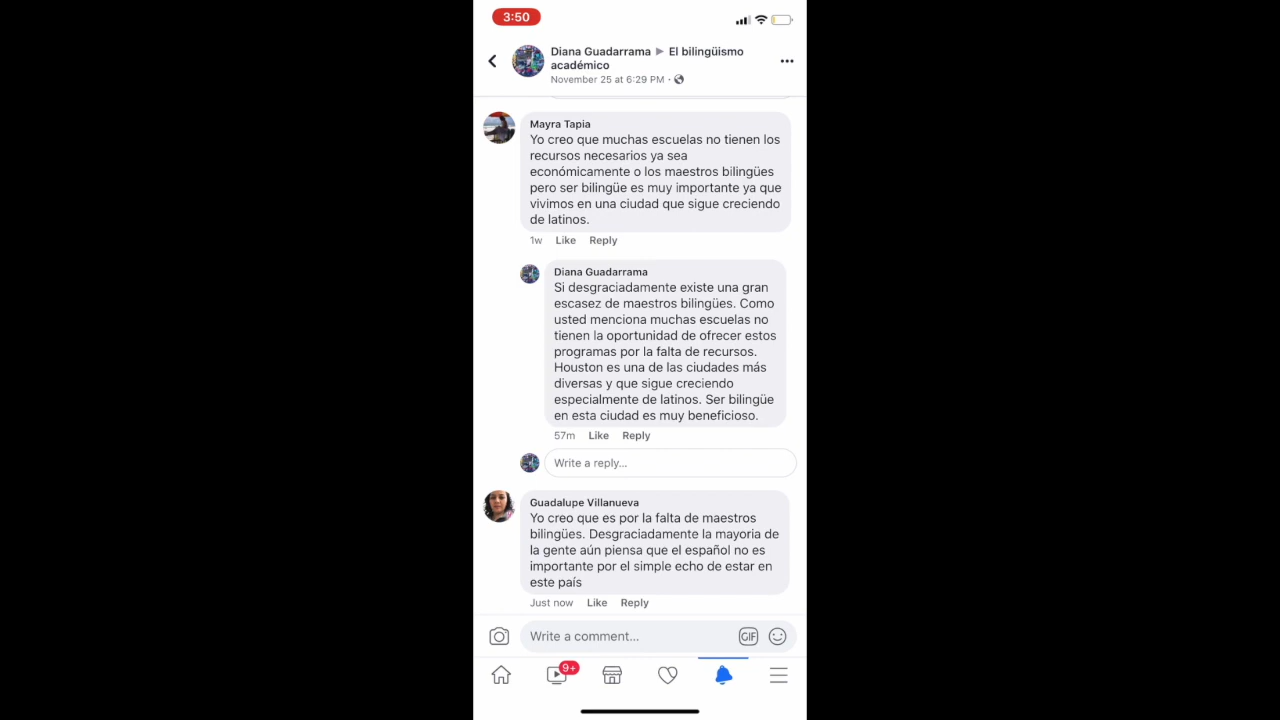 3:50
Diana Guadarrama ▶ El bilingüismo
académico
November 25 at 6:29 PM ·
Mayra Tapia
Yo creo que muchas escuelas no tienen los
recursos necesarios ya sea
económicamente o los maestros bilingües
pero ser bilingüe es muy importante ya que
vivimos en una ciudad que sigue creciendo
de latinos.
1w Like Reply
Diana Guadarrama
Si desgraciadamente existe una gran
escasez de maestros bilingües. Como
usted menciona muchas escuelas no
tienen la oportunidad de ofrecer estos
programas por la falta de recursos.
Houston es una de las ciudades más
diversas y que sigue creciendo
especialmente de latinos. Ser bilingüe
en esta ciudad es muy beneficioso.
57m Like Reply
Write a reply...
Guadalupe Villanueva
Yo creo que es por la falta de maestros
bilingües. Desgraciadamente la mayoria de
la gente aún piensa que el español no es
importante por el simple echo de estar en
este país
Just now Like Reply
Write a comment... GIF
9+